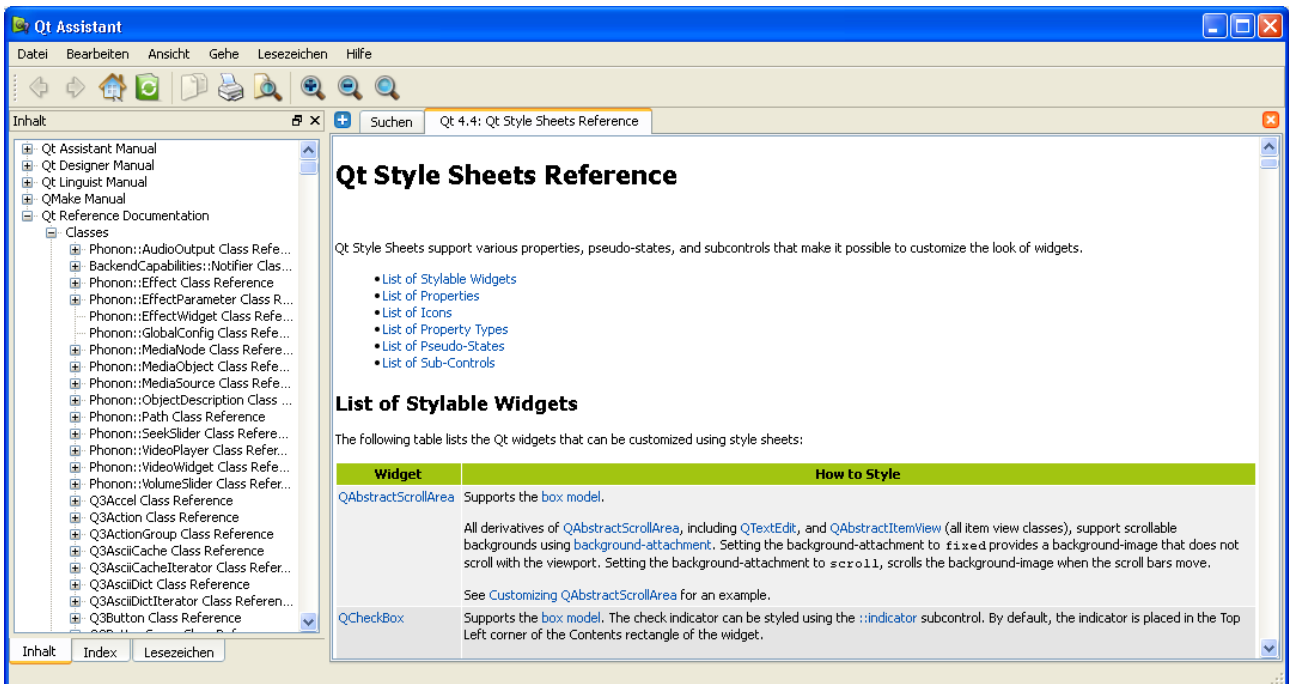 Qt Assistant
Datei Bearbeiten Ansicht Gehe Lesezeichen Hilfe
Inhalt
Qt Assistant Manual
Qt Designer Manual
Qt Linguist Manual
QMake Manual
Qt Reference Documentation
Classes
Phonon::AudioOutput Class Refe...
BackendCapabilities::Notifier Clas...
Phonon::Effect Class Reference
Phonon::EffectParameter Class R...
Phonon::EffectWidget Class Refe...
Phonon::GlobalConfig Class Refe...
Phonon::MediaNode Class Refere...
Phonon::MediaObject Class Refe...
Phonon::MediaSource Class Refe...
Phonon::ObjectDescription Class ...
Phonon::Path Class Reference
Phonon::SeekSlider Class Refere...
Phonon::VideoPlayer Class Refer...
Phonon::VideoWidget Class Refe...
Phonon::VolumeSlider Class Refer...
Q3Accel Class Reference
Q3Action Class Reference
Q3ActionGroup Class Reference
Q3AsciiCache Class Reference
Q3AsciiCacheIterator Class Refer...
Q3AsciiDict Class Reference
Q3AsciiDictIterator Class Referen...
Q3Button Class Reference
Inhalt Index Lesezeichen
Suchen Qt 4.4: Qt Style Sheets Reference
Qt Style Sheets Reference
Qt Style Sheets support various properties, pseudo-states, and subcontrols that make it possible to customize the look of widgets.
• List of Stylable Widgets
• List of Properties
• List of Icons
• List of Property Types
• List of Pseudo-States
• List of Sub-Controls
List of Stylable Widgets
The following table lists the Qt widgets that can be customized using style sheets:
Widget How to Style
QAbstractScrollArea Supports the box model.
All derivatives of QAbstractScrollArea, including QTextEdit, and QAbstractItemView (all item view classes), support scrollable
backgrounds using background-attachment. Setting the background-attachment to fixed provides a background-image that does not
scroll with the viewport. Setting the background-attachment to scroll, scrolls the background-image when the scroll bars move.
See Customizing QAbstractScrollArea for an example.
QCheckBox Supports the box model. The check indicator can be styled using the ::indicator subcontrol. By default, the indicator is placed in the Top
Left corner of the Contents rectangle of the widget.